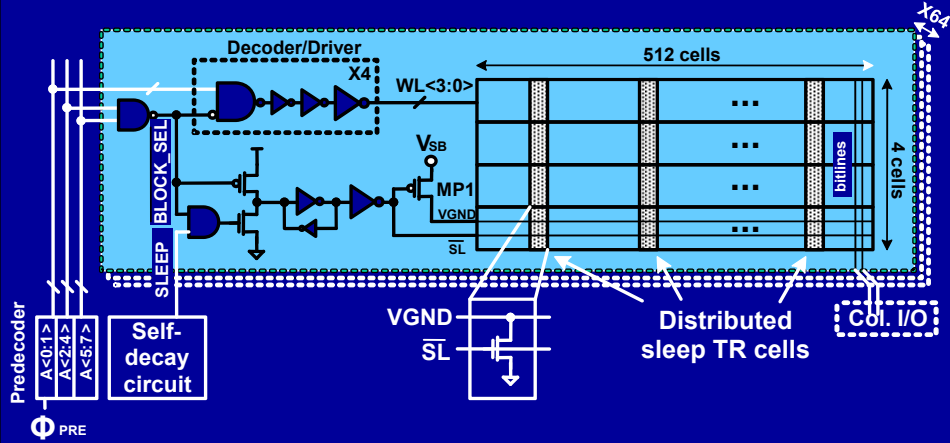 X64
Decoder/Driver
X4
512 cells
WL<3:0>
...
...
...
...
4 cells
bitlines
BLOCK_SEL
SLEEP
VSB
MP1
VGND
SL
VGND
SL
Distributed
sleep TR cells
Col. I/O
Predecoder
A<0:1>
A<2:4>
A<5:7>
Self-
decay
circuit
Φ PRE